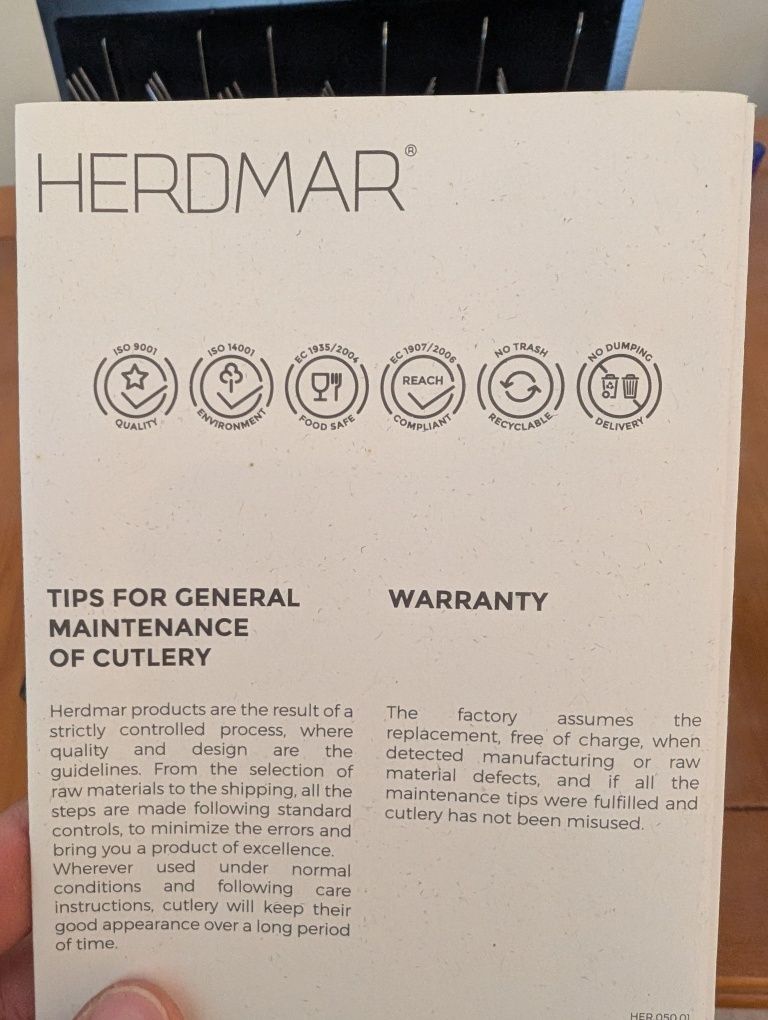 HERDMAR®
ISO 9001
QUALITY
ISO 14001
ENVIRONMENT
EC 1935/2004
FOOD SAFE
EC 1907/2006
REACH
COMPLIANT
NO TRASH
RECYCLABLE
NO DUMPING
DELIVERY
TIPS FOR GENERAL
MAINTENANCE
OF CUTLERY
Herdmar products are the result of a
strictly controlled process, where
quality and design are the
guidelines. From the selection of
raw materials to the shipping, all the
steps are made following standard
controls, to minimize the errors and
bring you a product of excellence.
Wherever used under normal
conditions and following care
instructions, cutlery will keep their
good appearance over a long period
of time.
WARRANTY
The factory assumes the
replacement, free of charge, when
detected manufacturing or raw
material defects, and if all the
maintenance tips were fulfilled and
cutlery has not been misused.
HER.050.01